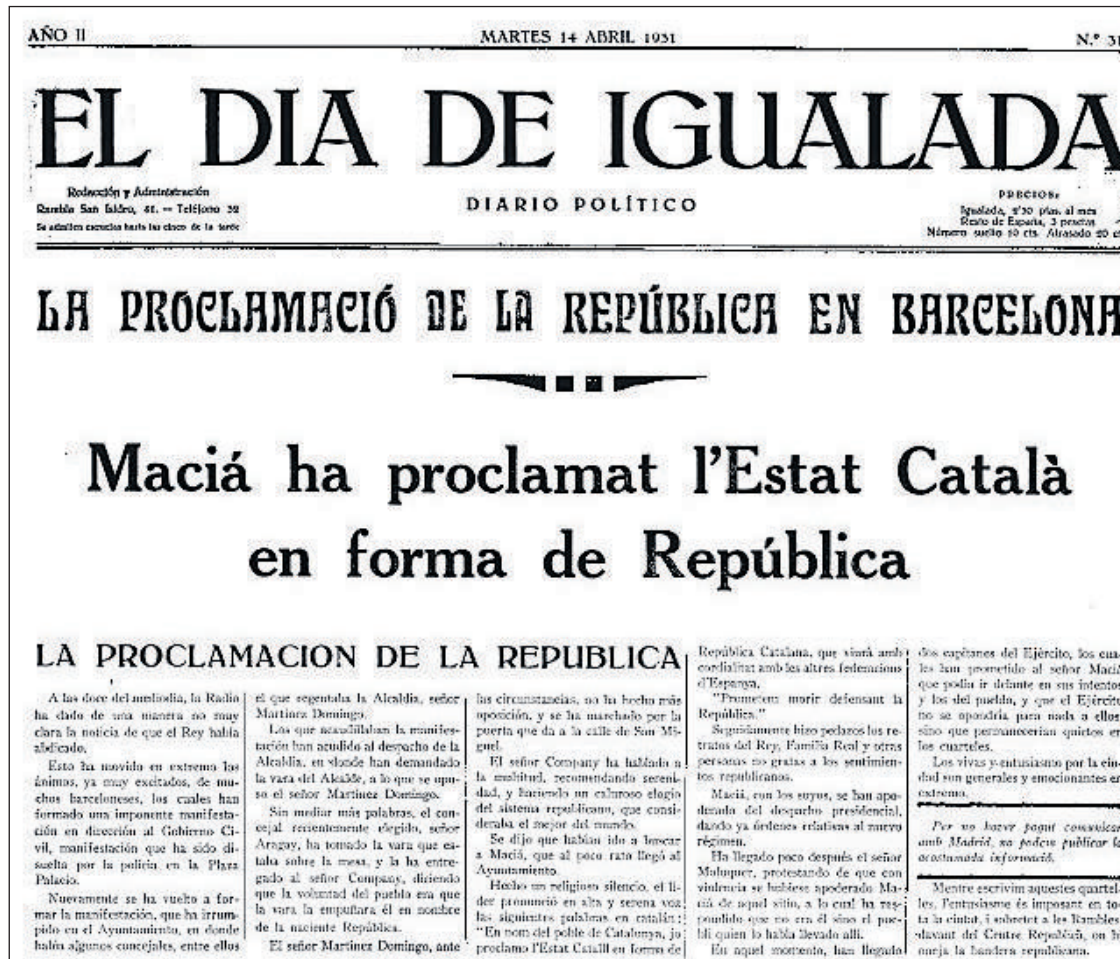 AÑO II
MARTES 14 ABRIL 1931
N.º 31
EL DIA DE IGUALADA
Redacción y Administración
Rambla San Isidro, 41. — Teléfono 32
Se admiten esquelas hasta las cinco de la tarde
DIARIO POLÍTICO
PRECIOS:
Igualada, 2'50 ptas. al mes
Resto de España, 3 pesetas
Número suelto 10 cts. Atrasado 20
LA PROCLAMACIÓ DE LA REPÚBLICA EN BARCELONA
Maciá ha proclamat l'Estat Català
en forma de República
LA PROCLAMACION DE LA REPUBLICA
A las doce del mediodía, la Radio
ha dado de una manera no muy
clara la noticia de que el Rey había
abdicado.
Esto ha movido en extremo los
ánimos, ya muy excitados, de mu-
chos barceloneses, los cuales han
formado una imponente manifesta-
ción en dirección al Gobierno Ci-
vil, manifestación que ha sido di-
suelta por la policía en la Plaza
Palacio.
Nuevamente se ha vuelto a for-
mar la manifestación, que ha irrum-
pido en el Ayuntamiento, en donde
había algunos concejales, entre ellos
el que regentaba la Alcaldía, señor
Martínez Domingo.
Los que acaudillaban la manifes-
tación han acudido al despacho de la
Alcaldía, en donde han demandado
la vara del Alcalde, a lo que se opu-
so el señor Martínez Domingo.
Sin mediar más palabras, el con-
cejal recientemente elegido, señor
Aragay, ha tomado la vara que es-
taba sobre la mesa, y la ha entre-
gado al señor Company, diciendo
que la voluntad del pueblo era que
la vara la empuñara él en nombre
de la naciente República.
El señor Martínez Domingo, ante
las circunstancias, no ha hecho más
oposición, y se ha marchado por la
puerta que da a la calle de San Mi-
guel.
El señor Company ha hablado a
la multitud, recomendando sereni-
dad, y haciendo un caluroso elogio
del sistema republicano, que consi-
deraba el mejor del mundo.
Se dijo que habían ido a buscar
a Maciá, que al poco rato llegó al
Ayuntamiento.
Hecho un religioso silencio, el lí-
der pronunció en alta y serena voz
las siguientes palabras en catalán:
"En nom del poble de Catalunya, jo
proclamo l'Estat Catalll en forma de
República Catalana, que viurà amb
cordialitat amb les altres federacions
d'Espanya.
"Prometem morir defensant la
República."
Seguidamente hizo pedazos los re-
tratos del Rey, Familia Real y otras
personas no gratas a los sentimien-
tos republicanos.
Maciá, con los suyos, se han apo-
derado del despacho presidencial,
dando ya órdenes relativas al nuevo
régimen.
Ha llegado poco después el señor
Maluquer, protestando de que con
violencia se hubiese apoderado Ma-
ciá de aquel sitio, a lo cual ha res-
pondido que no era él sino el pue-
bli quien lo había llevado allí.
En aquel momento, han llegado
dos capitanes del Ejército, los cua-
les han prometido al señor Maciá
que podía ir delante en sus intentos
y los del pueblo, y que el Ejército
no se opondría para nada a ellos
sino que permanecerían quietos en
los cuarteles.
Los vivas y entusiasmo por la ciu-
dad son generales y emocionantes en
extremo.
Per no haver pogut comunicar
amb Madrid, no podem publicar la
acostumada informació.
Mentre escrivim aquestes quartel-
les, l'entusiasme és imposant en to-
ta la ciutat, i sobretot a les Rambles
davant del Centre Republicà, on
oneja la bandera republicana.